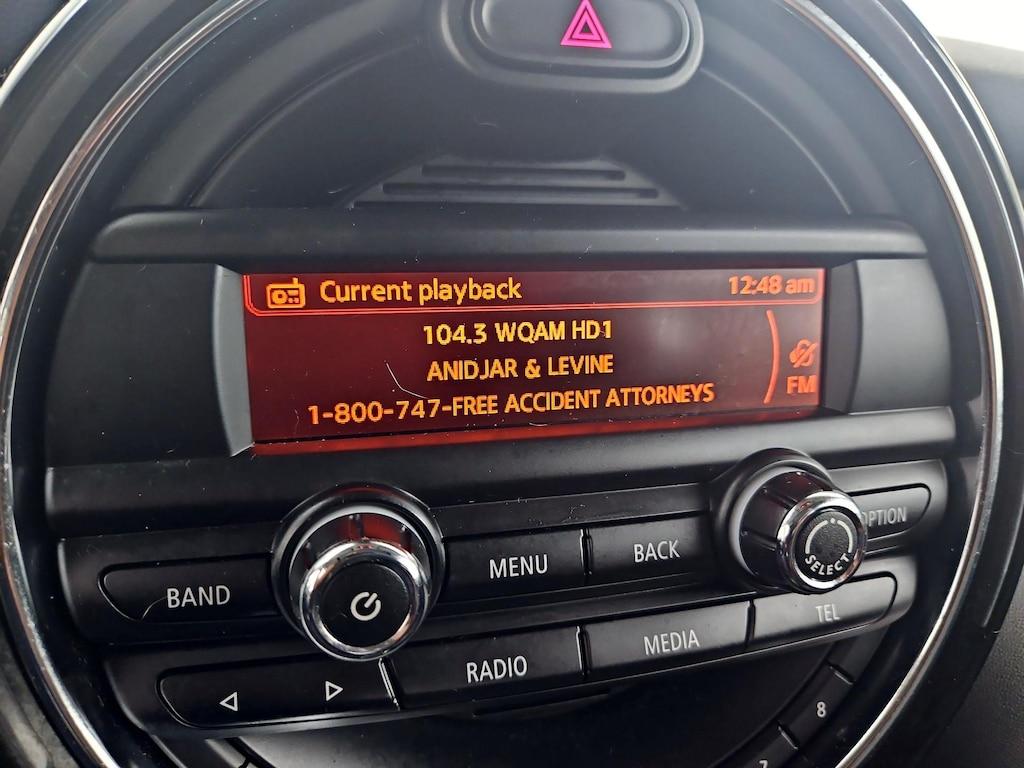 Current playback 12:48 am
104.3 WQAM HD1
ANIDJAR & LEVINE
FM
1-800-747-FREE ACCIDENT ATTORNEYS
OPTION
SELECT
BAND
MENU
BACK
RADIO
MEDIA
TEL
8
7